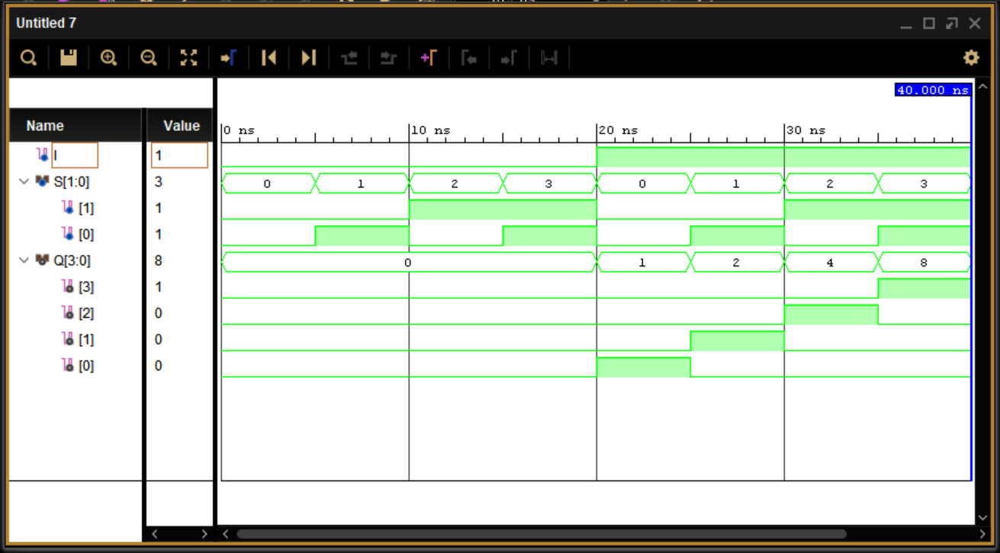 Untitled 7
40.000 ns
Name Value 0 ns 10 ns 20 ns 30 ns
I 1
S[1:0] 3 0 1 2 3 0 1 2 3
[1] 1
[0] 1
Q[3:0] 8 0 1 2 4 8
[3] 1
[2] 0
[1] 0
[0] 0